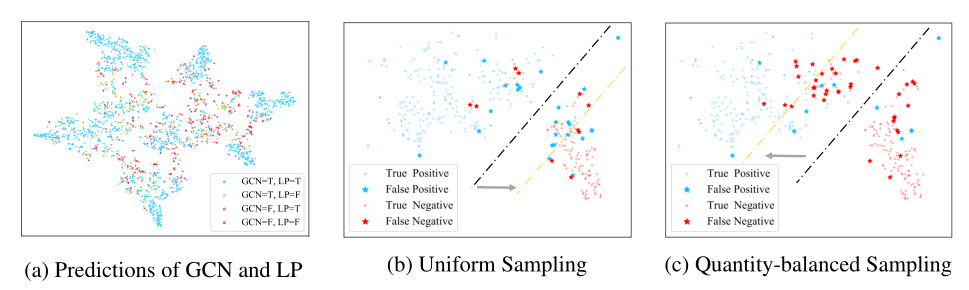 GCN=T, LP=T
GCN=T, LP=F
GCN=F, LP=T
GCN=F, LP=F
(a) Predictions of GCN and LP
True Positive
False Positive
True Negative
False Negative
(b) Uniform Sampling
True Positive
False Positive
True Negative
False Negative
(c) Quantity-balanced Sampling